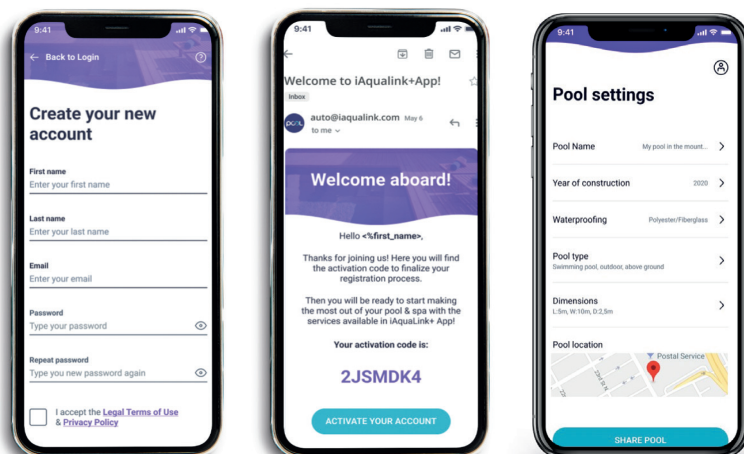 9:41
Back to Login
?
Create your new
account
First name
Enter your first name
Last name
Enter your last name
Email
Enter your email
Password
Type your password
Repeat password
Type you new password again
I accept the Legal Terms of Use
& Privacy Policy
9:41
Welcome to iAqualink+App!
Inbox
pool
auto@iaqualink.com May 6
to me
Welcome aboard!
Hello <%first_name>,
Thanks for joining us! Here you will find
the activation code to finalize your
registration process.
Then you will be ready to start making
the most out of your pool & spa with the
services available in iAquaLink+ App!
Your activation code is:
2JSMDK4
ACTIVATE YOUR ACCOUNT
9:41
Pool settings
Pool Name My pool in the mount...
Year of construction 2020
Waterproofing Polyester/Fiberglass
Pool type
Swimming pool, outdoor, above ground
Dimensions
L:5m, W:10m, D:2,5m
Pool location
Postal Service
23rd St N
SHARE POOL